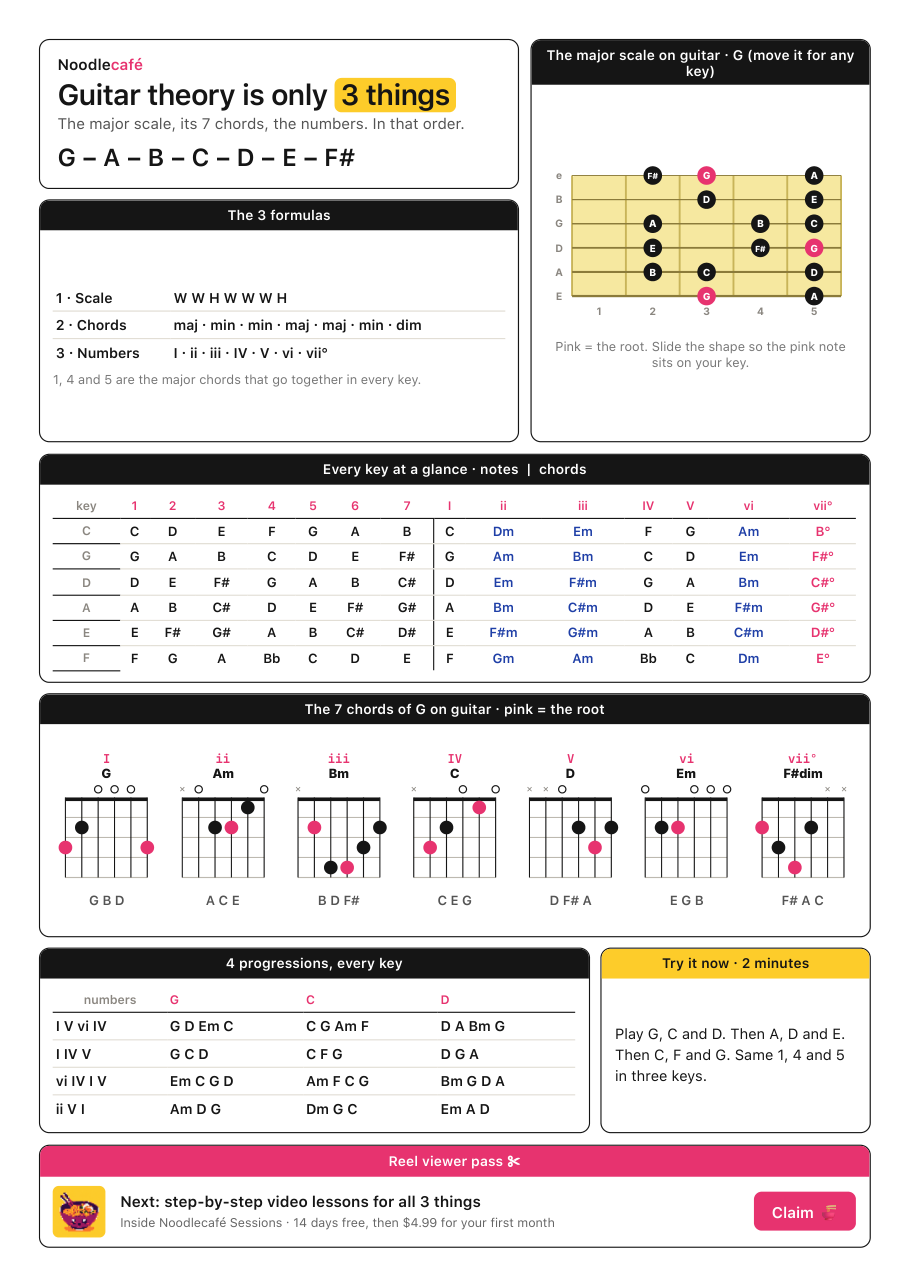 Noodlecafé
Guitar theory is only 3 things
The major scale, its 7 chords, the numbers. In that order.
G – A – B – C – D – E – F#
The major scale on guitar · G (move it for any
key)
e F# G A
B D E
G A B C
D E F# G
A B C D
E G A
1 2 3 4 5
Pink = the root. Slide the shape so the pink note
sits on your key.
The 3 formulas
1 · Scale W W H W W W H
2 · Chords maj · min · min · maj · maj · min · dim
3 · Numbers I · ii · iii · IV · V · vi · vii°
1, 4 and 5 are the major chords that go together in every key.
Every key at a glance · notes | chords
key 1 2 3 4 5 6 7 I ii iii IV V vi vii°
C C D E F G A B C Dm Em F G Am B°
G G A B C D E F# G Am Bm C D Em F#°
D D E F# G A B C# D Em F#m G A Bm C#°
A A B C# D E F# G# A Bm C#m D E F#m G#°
E E F# G# A B C# D# E F#m G#m A B C#m D#°
F F G A Bb C D E F Gm Am Bb C Dm E°
The 7 chords of G on guitar · pink = the root
I ii iii IV V vi vii°
G Am Bm C D Em F#dim
× × × × × × ×
G B D A C E B D F# C E G D F# A E G B F# A C
4 progressions, every key
numbers G C D
I V vi IV G D Em C C G Am F D A Bm G
I IV V G C D C F G D G A
vi IV I V Em C G D Am F C G Bm G D A
ii V I Am D G Dm G C Em A D
Try it now · 2 minutes
Play G, C and D. Then A, D and E.
Then C, F and G. Same 1, 4 and 5
in three keys.
Reel viewer pass ✂
Next: step-by-step video lessons for all 3 things
Inside Noodlecafé Sessions · 14 days free, then $4.99 for your first month
Claim